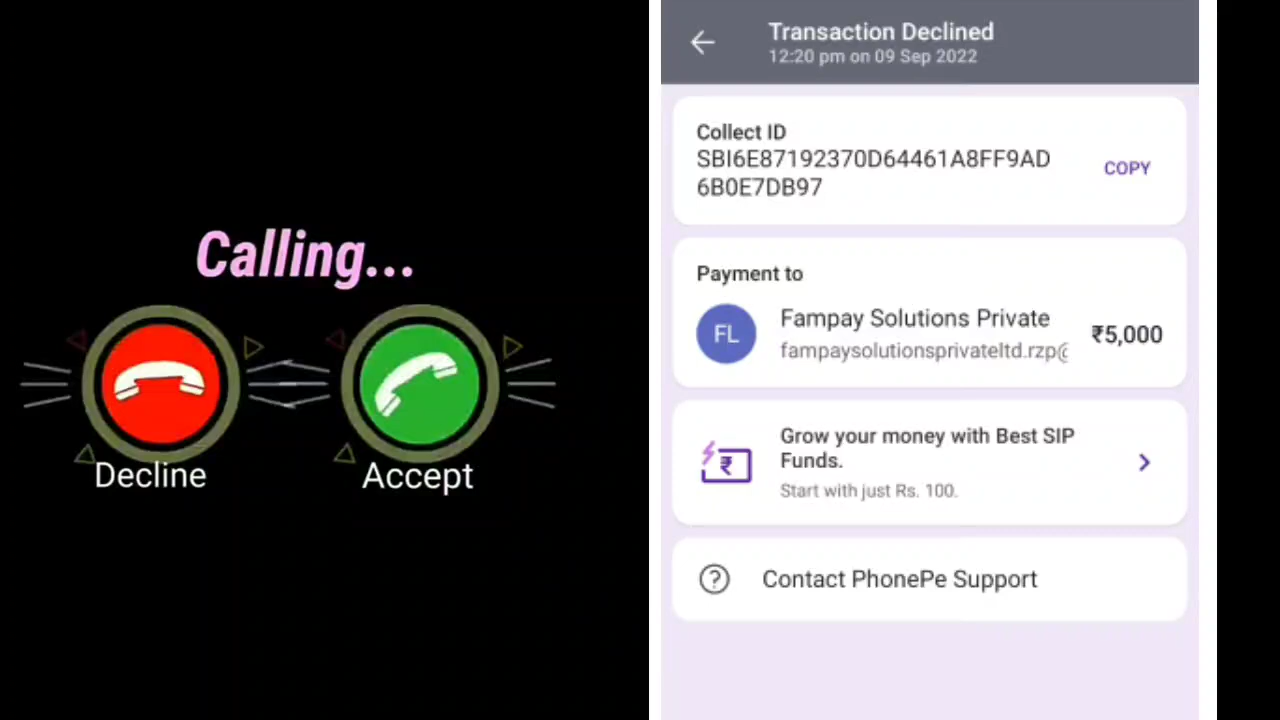 Calling...
Decline
Accept
Transaction Declined
12:20 pm on 09 Sep 2022
Collect ID
SBI6E87192370D64461A8FF9AD
6B0E7DB97
COPY
Payment to
FL
Fampay Solutions Private
fampaysolutionsprivateltd.rzp@
₹5,000
Grow your money with Best SIP
Funds.
Start with just Rs. 100.
₹
Contact PhonePe Support